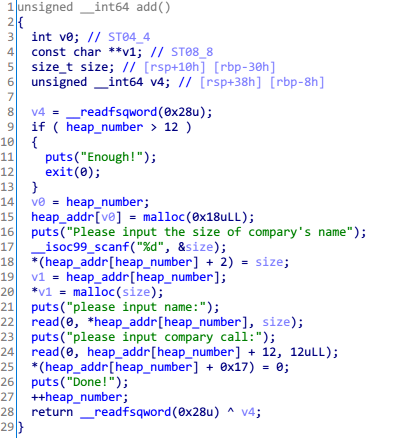 1 unsigned __int64 add()
2 {
3 int v0; // ST04_4
4 const char **v1; // ST08_8
5 size_t size; // [rsp+10h] [rbp-30h]
6 unsigned __int64 v4; // [rsp+38h] [rbp-8h]
7
8 v4 = __readfsqword(0x28u);
9 if ( heap_number > 12 )
10 {
11 puts("Enough!");
12 exit(0);
13 }
14 v0 = heap_number;
15 heap_addr[v0] = malloc(0x18uLL);
16 puts("Please input the size of compary's name");
17 __isoc99_scanf("%d", &size);
18 *(heap_addr[heap_number] + 2) = size;
19 v1 = heap_addr[heap_number];
20 *v1 = malloc(size);
21 puts("please input name:");
22 read(0, *heap_addr[heap_number], size);
23 puts("please input compary call:");
24 read(0, heap_addr[heap_number] + 12, 12uLL);
25 *(heap_addr[heap_number] + 0x17) = 0;
26 puts("Done!");
27 ++heap_number;
28 return __readfsqword(0x28u) ^ v4;
29 }